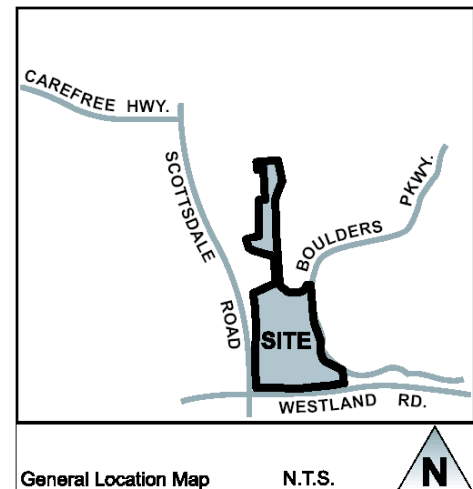 CAREFREE HWY.
SCOTTSDALE ROAD
BOULDERS PKWY.
SITE
WESTLAND RD.
General Location Map N.T.S. N